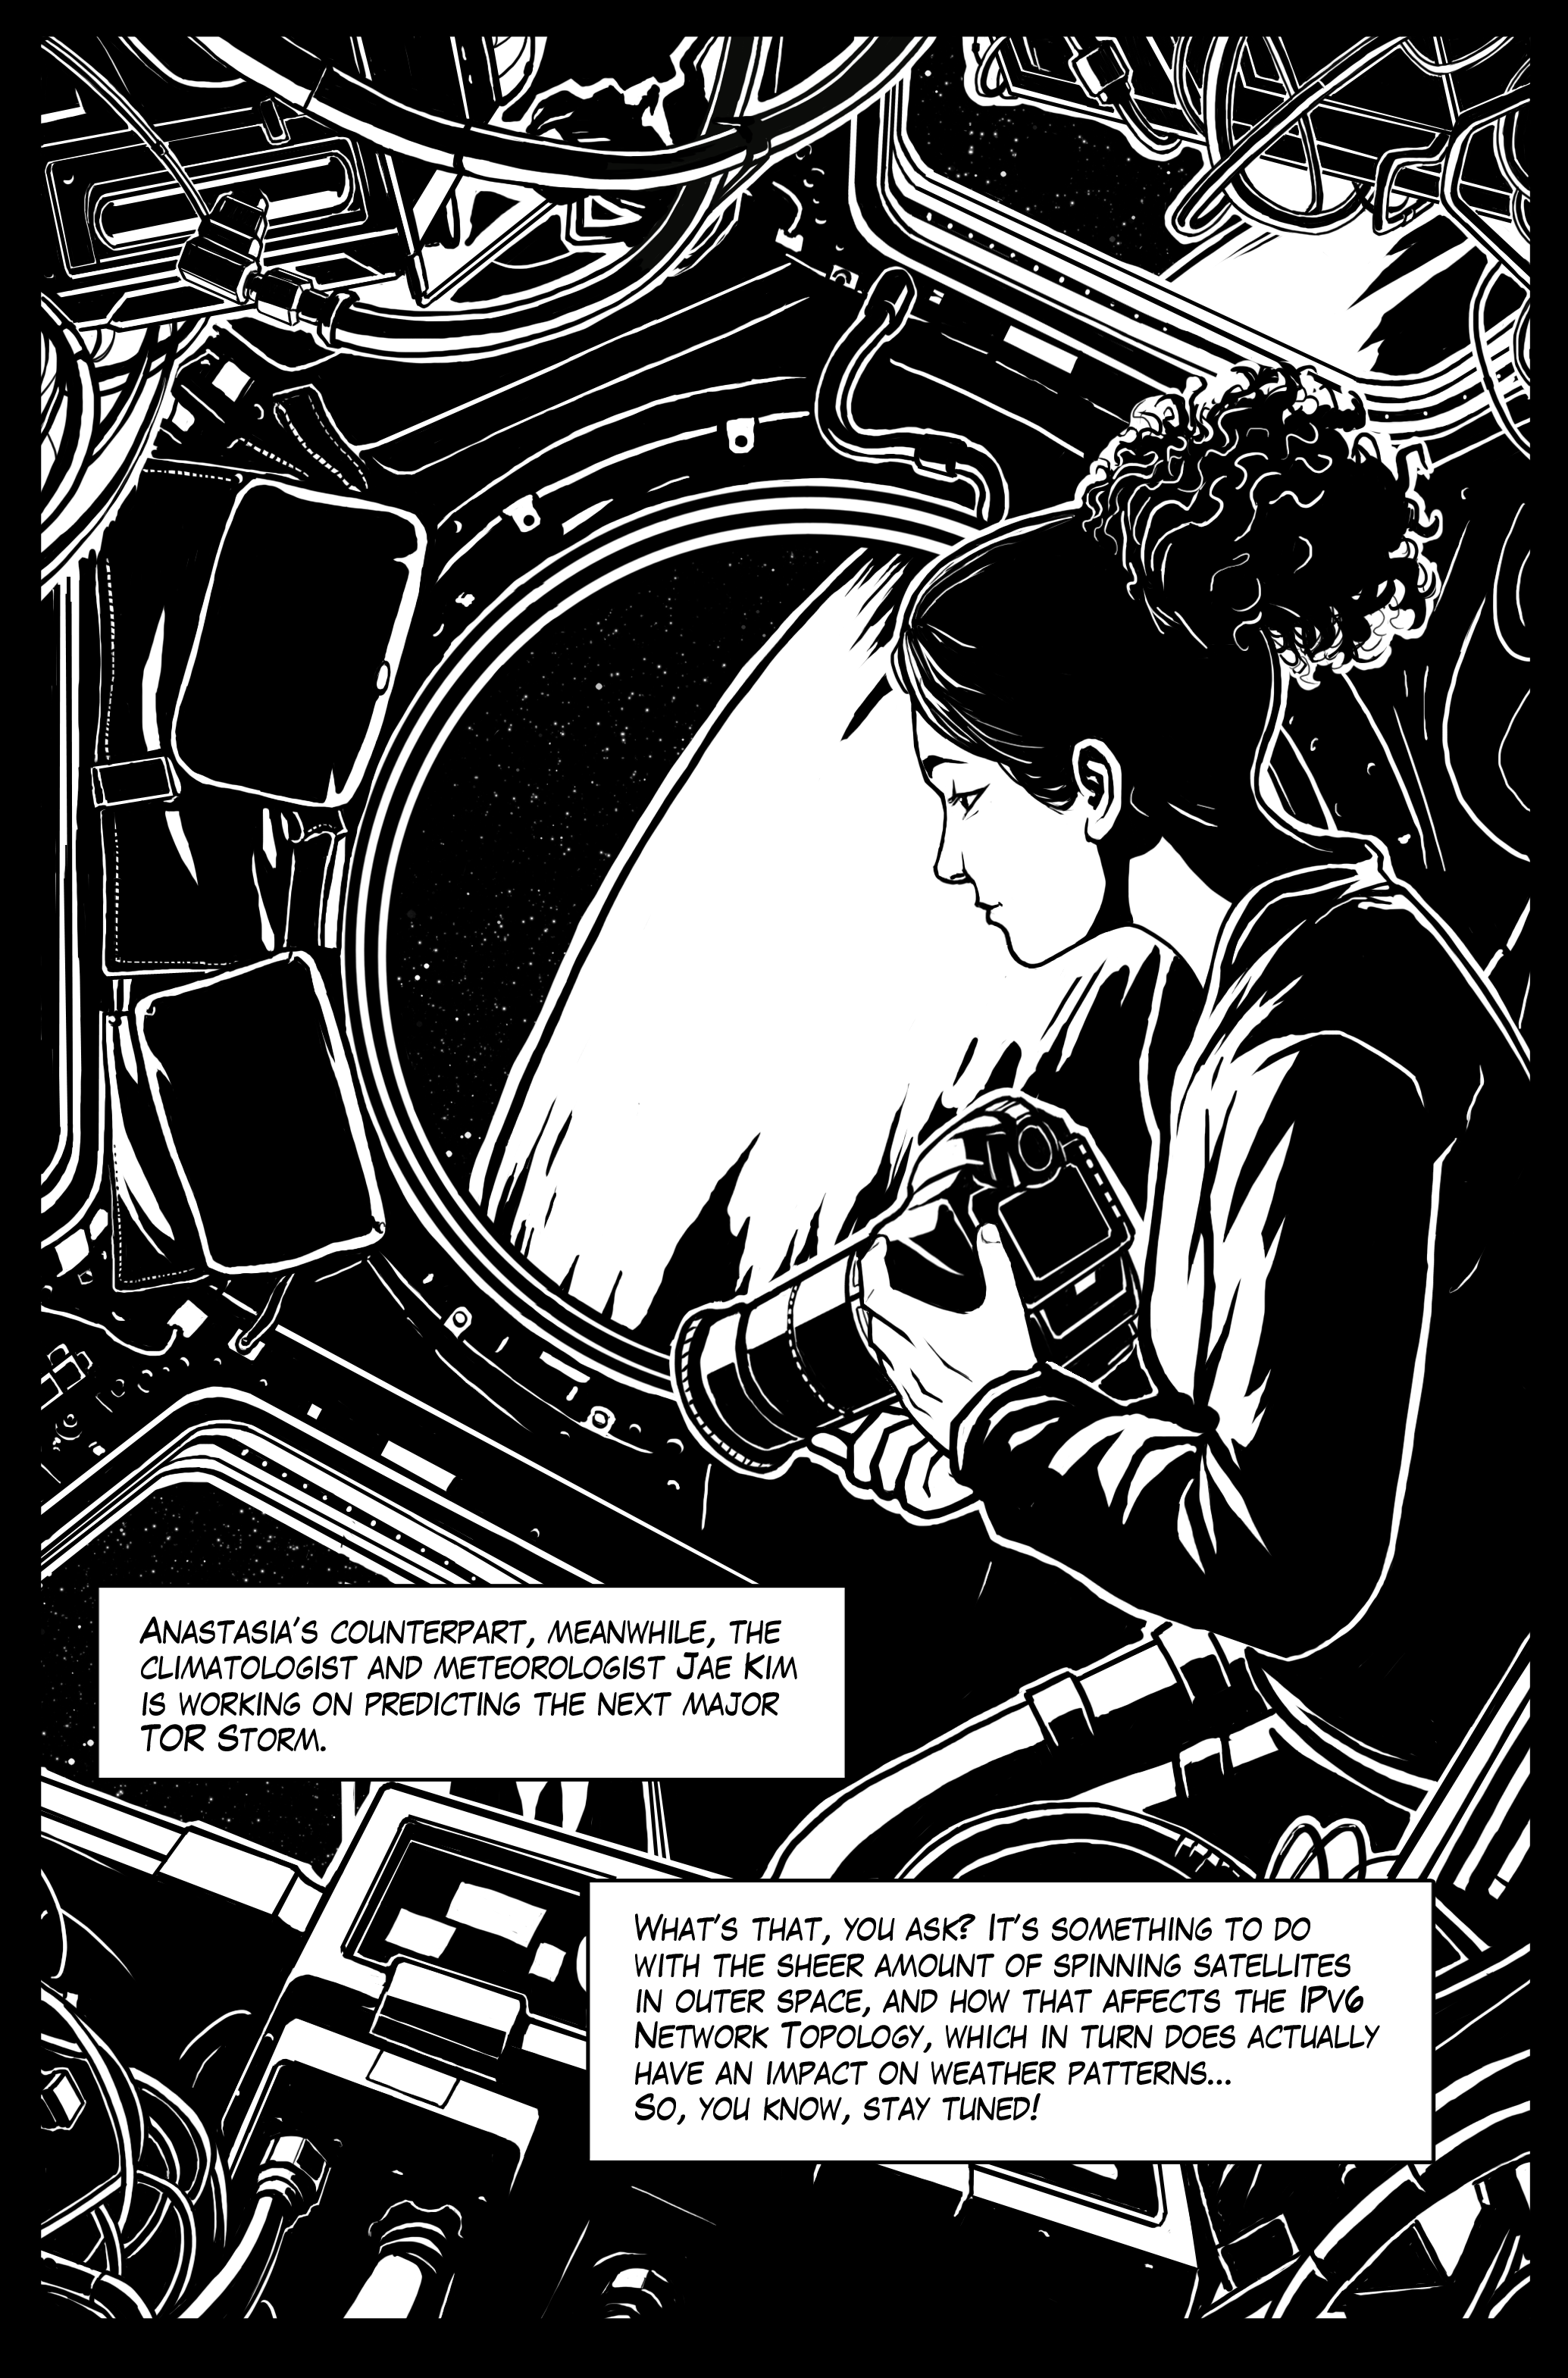 Anastasia's counterpart, meanwhile, the
climatologist and meteorologist Jae Kim
is working on predicting the next major
TOR Storm.
What's that, you ask? It's something to do
with the sheer amount of spinning satellites
in outer space, and how that affects the IPv6
Network Topology, which in turn does actually
have an impact on weather patterns...
So, you know, stay tuned!